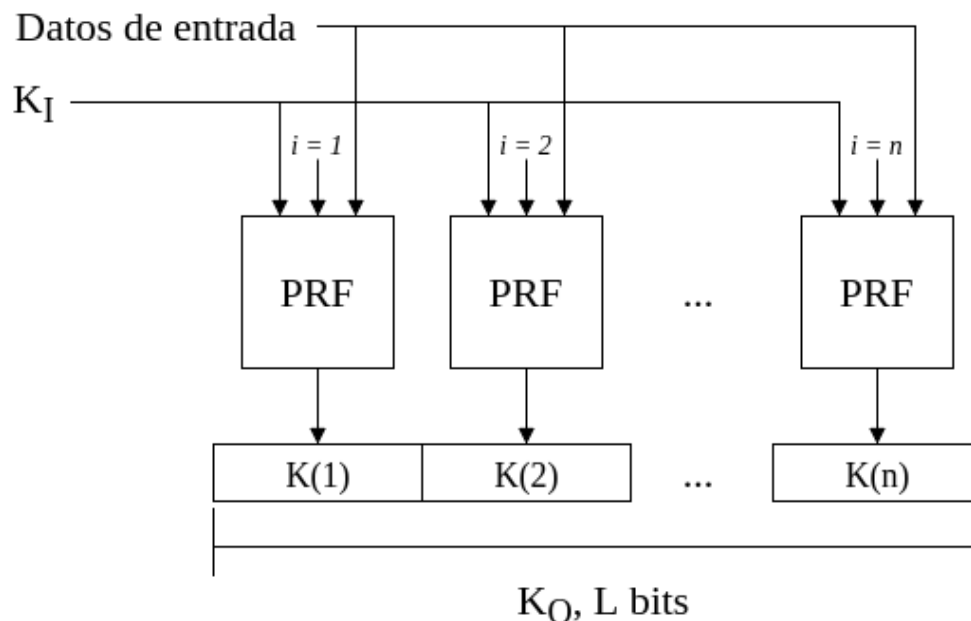 Datos de entrada
K_I
i = 1 i = 2 i = n
PRF PRF ... PRF
K(1) K(2) ... K(n)
K_O, L bits